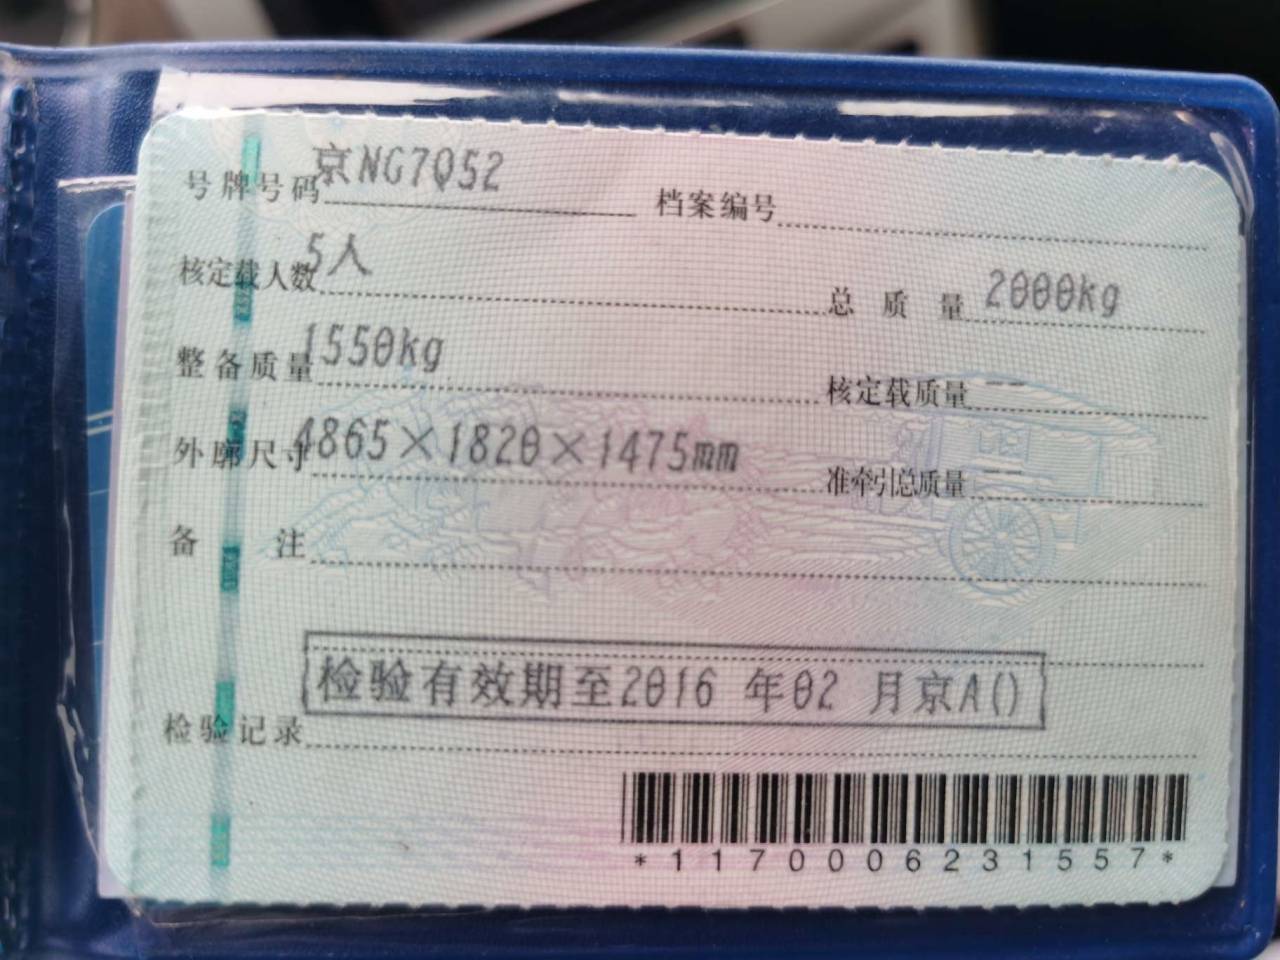 号牌号码 京NG7Q52 档案编号
核定载人数 5人 总质量 2000kg
整备质量 1550kg 核定载质量 --
外廓尺寸 4865×1820×1475mm 准牵引总质量 --
备注
检验有效期至2016 年02 月京A()
检验记录
*1170006231557*